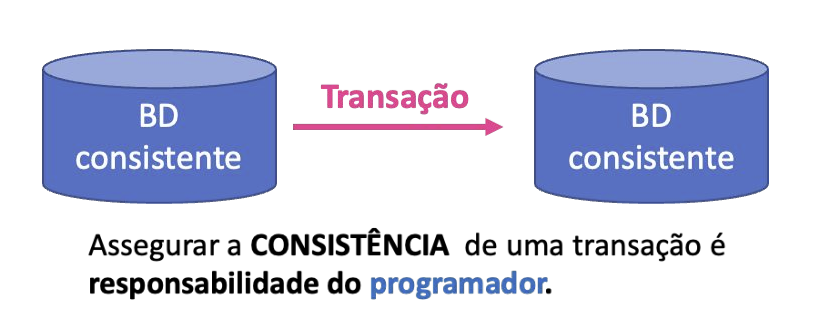 BD
consistente
Transação
BD
consistente
Assegurar a CONSISTÊNCIA de uma transação é
responsabilidade do programador.